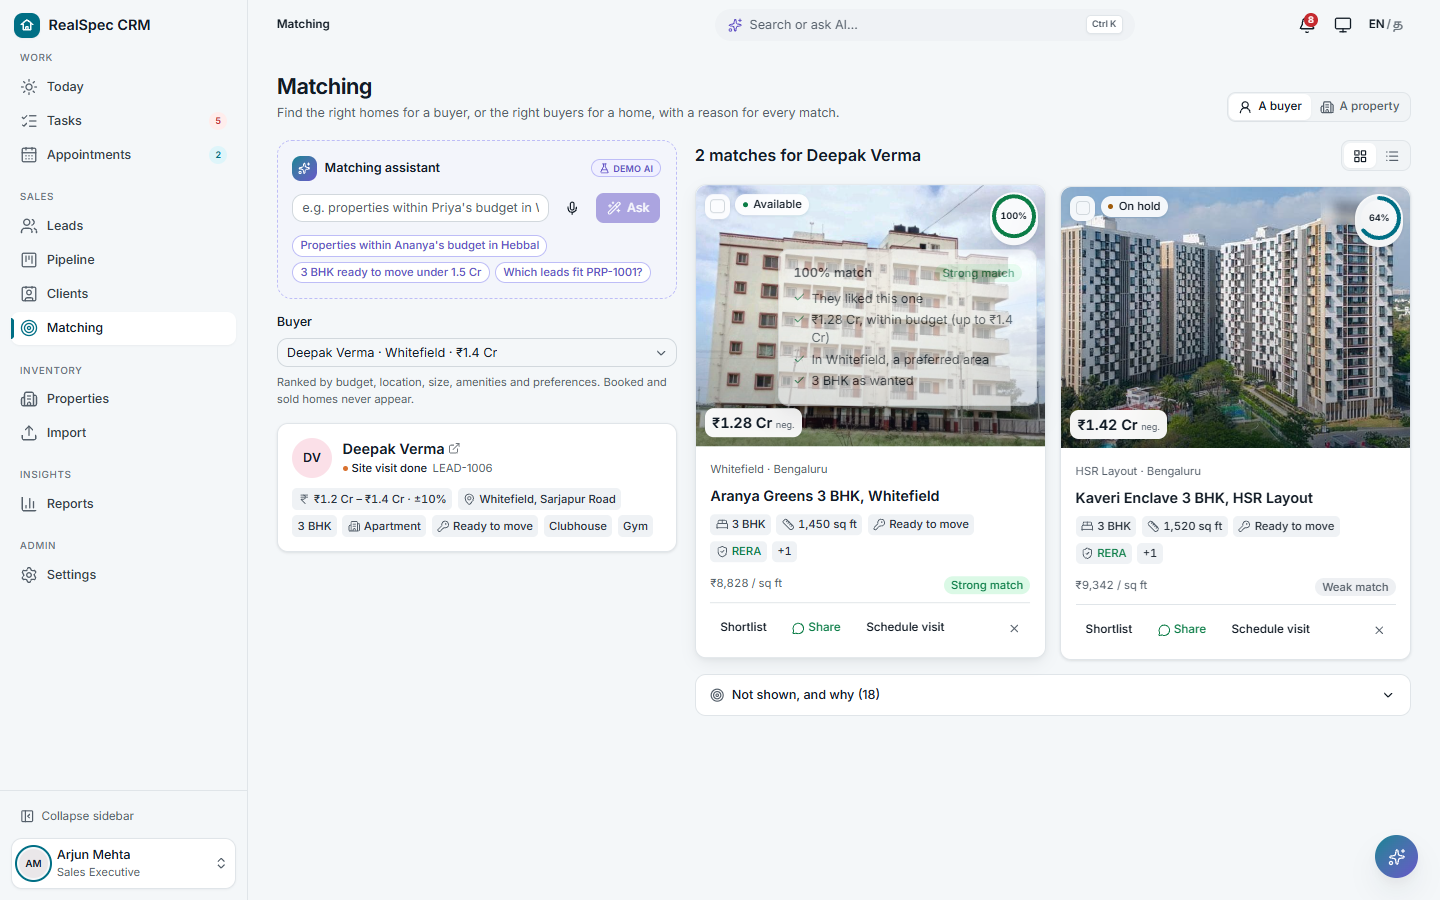 RealSpec CRM
WORK
Today
Tasks 5
Appointments 2
SALES
Leads
Pipeline
Clients
Matching
INVENTORY
Properties
Import
INSIGHTS
Reports
ADMIN
Settings
Collapse sidebar
AM
Arjun Mehta
Sales Executive
Matching
Search or ask AI...
Ctrl K
8
EN / த
Matching
Find the right homes for a buyer, or the right buyers for a home, with a reason for every match.
A buyer
A property
Matching assistant
DEMO AI
e.g. properties within Priya's budget in
Ask
Properties within Ananya's budget in Hebbal
3 BHK ready to move under 1.5 Cr
Which leads fit PRP-1001?
Buyer
Deepak Verma · Whitefield · ₹1.4 Cr
Ranked by budget, location, size, amenities and preferences. Booked and
sold homes never appear.
DV
Deepak Verma
Site visit done LEAD-1006
₹1.2 Cr – ₹1.4 Cr · ±10%
Whitefield, Sarjapur Road
3 BHK
Apartment
Ready to move
Clubhouse
Gym
2 matches for Deepak Verma
Available
100%
100% match
Strong match
They liked this one
₹1.28 Cr, within budget (up to ₹1.4
Cr)
In Whitefield, a preferred area
3 BHK as wanted
₹1.28 Cr neg.
Whitefield · Bengaluru
Aranya Greens 3 BHK, Whitefield
3 BHK
1,450 sq ft
Ready to move
RERA
+1
₹8,828 / sq ft
Strong match
Shortlist
Share
Schedule visit
On hold
64%
₹1.42 Cr neg.
HSR Layout · Bengaluru
Kaveri Enclave 3 BHK, HSR Layout
3 BHK
1,520 sq ft
Ready to move
RERA
+1
₹9,342 / sq ft
Weak match
Shortlist
Share
Schedule visit
Not shown, and why (18)